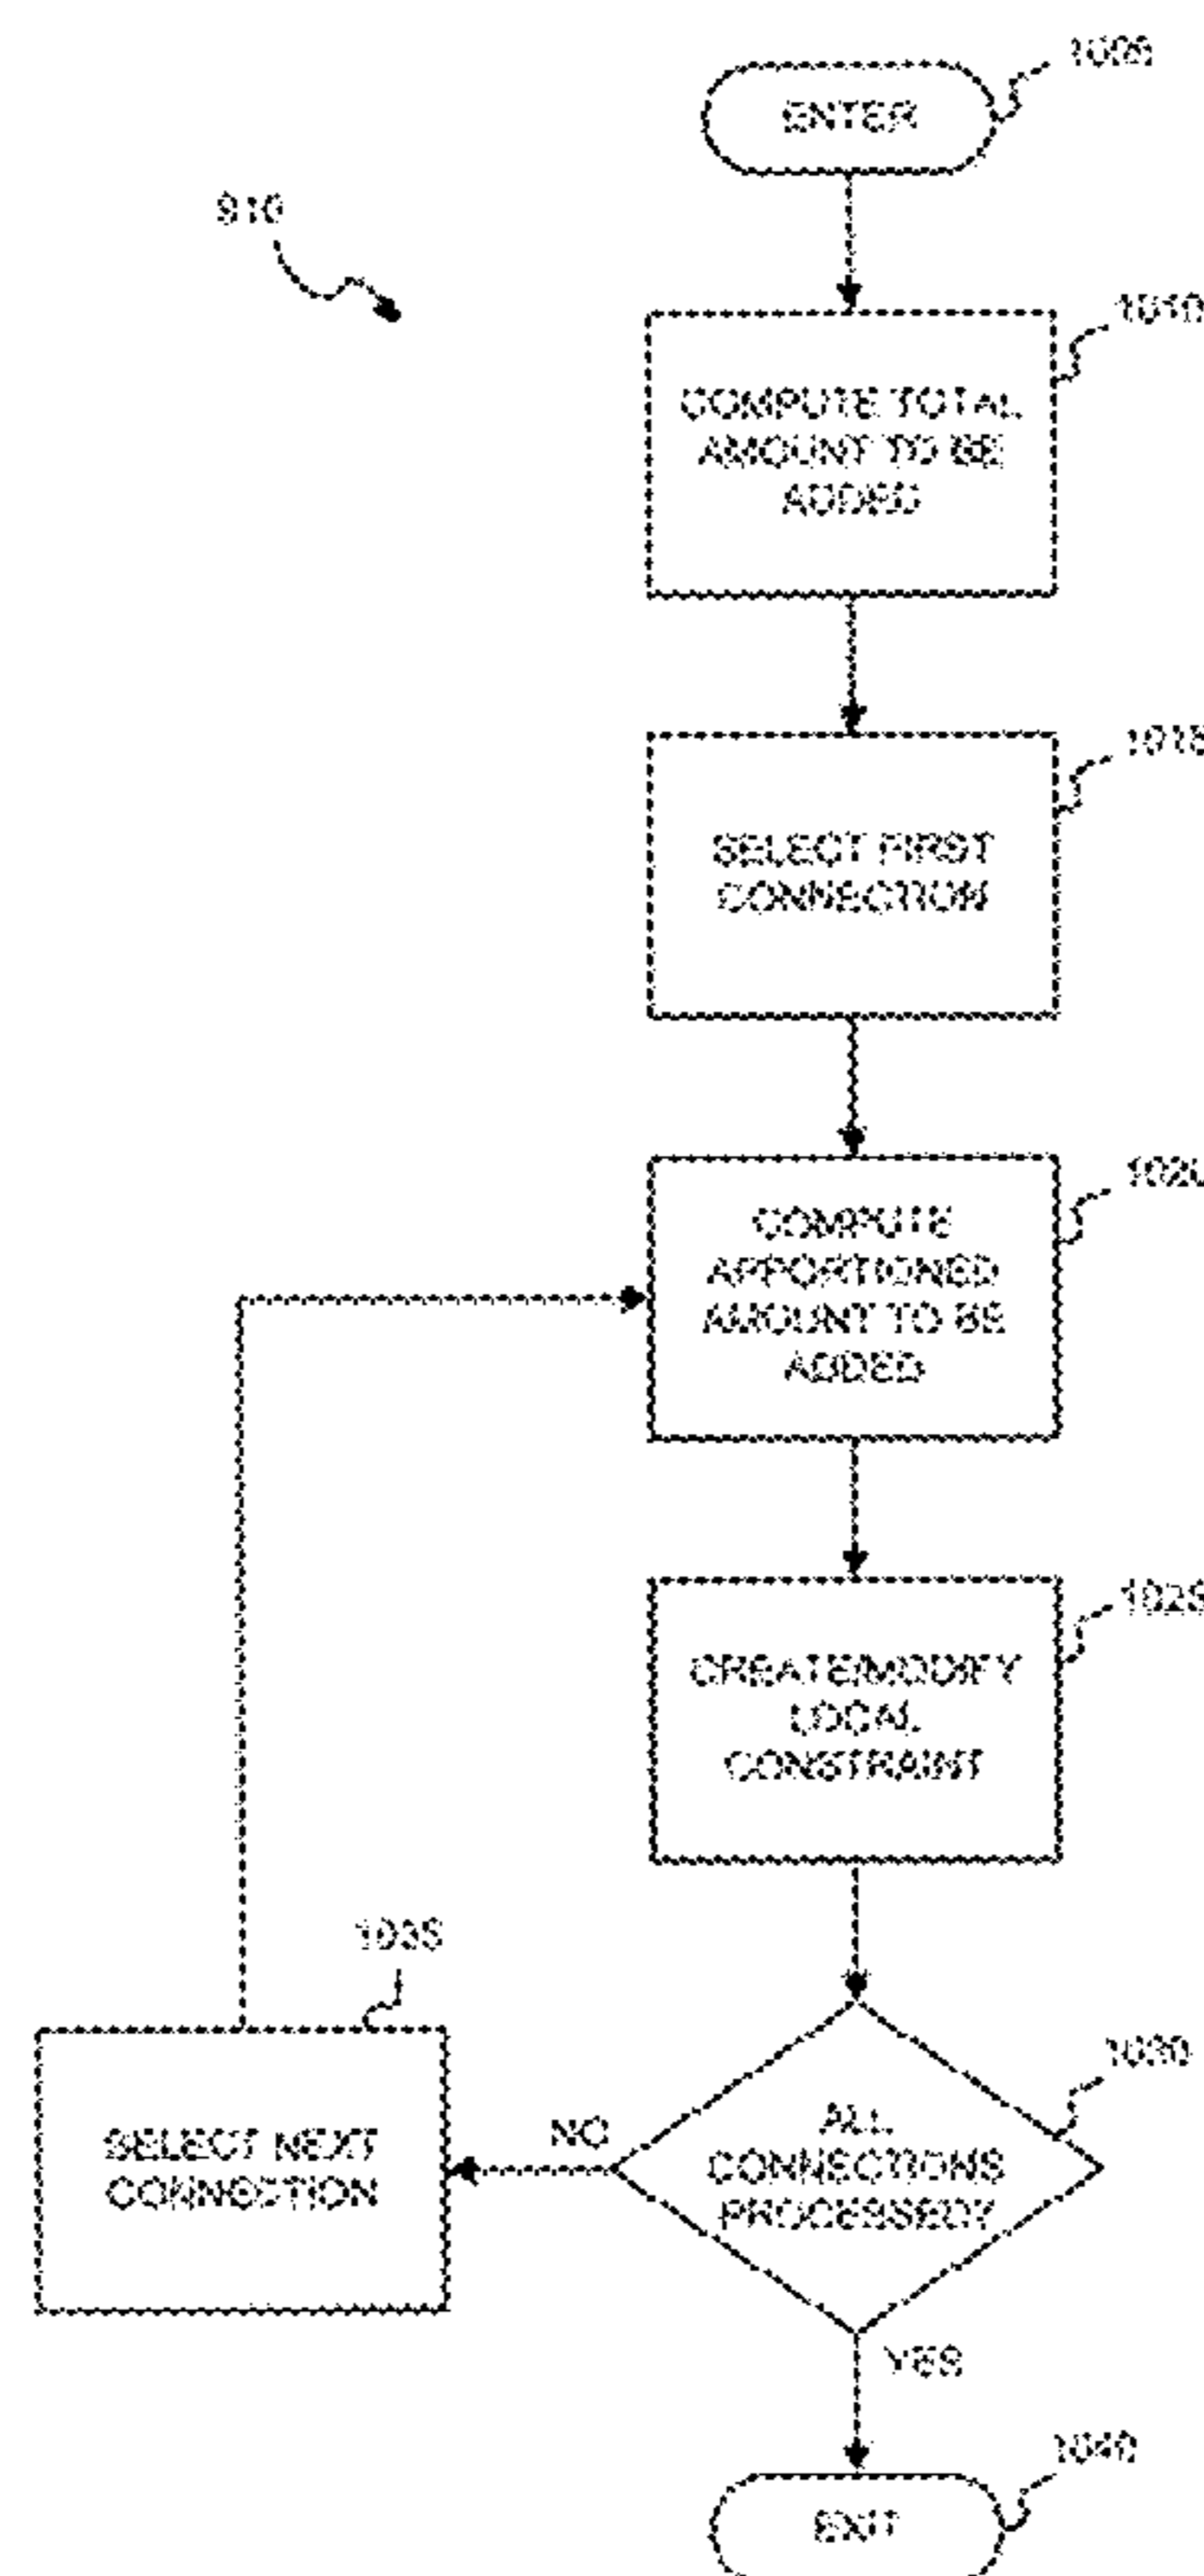 1005
ENTER
910
1010
COMPUTE TOTAL
AMOUNT TO BE
ADDED
1015
SELECT FIRST
CONNECTION
1020
COMPUTE
APPORTIONED
AMOUNT TO BE
ADDED
1025
CREATE/MODIFY
LOCAL
CONSTRAINT
1035
SELECT NEXT
CONNECTION
NO
1030
ALL
CONNECTIONS
PROCESSED?
YES
1040
EXIT